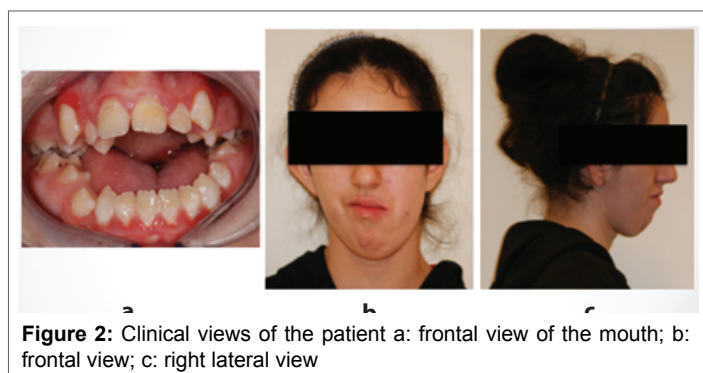 a b c
Figure 2: Clinical views of the patient a: frontal view of the mouth; b:
frontal view; c: right lateral view